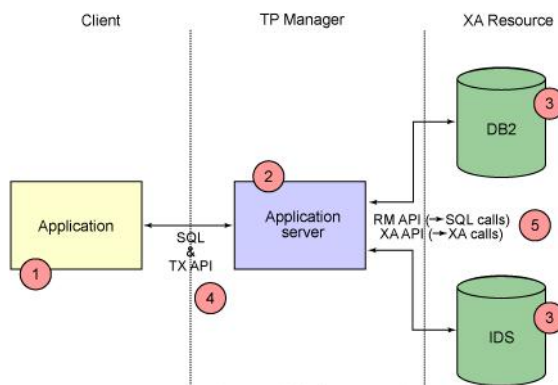 Client
TP Manager
XA Resource
3
DB2
2
Application
Application
server
RM API (→ SQL calls)
XA API (→ XA calls)
5
SQL
&
TX API
1
4
3
IDS